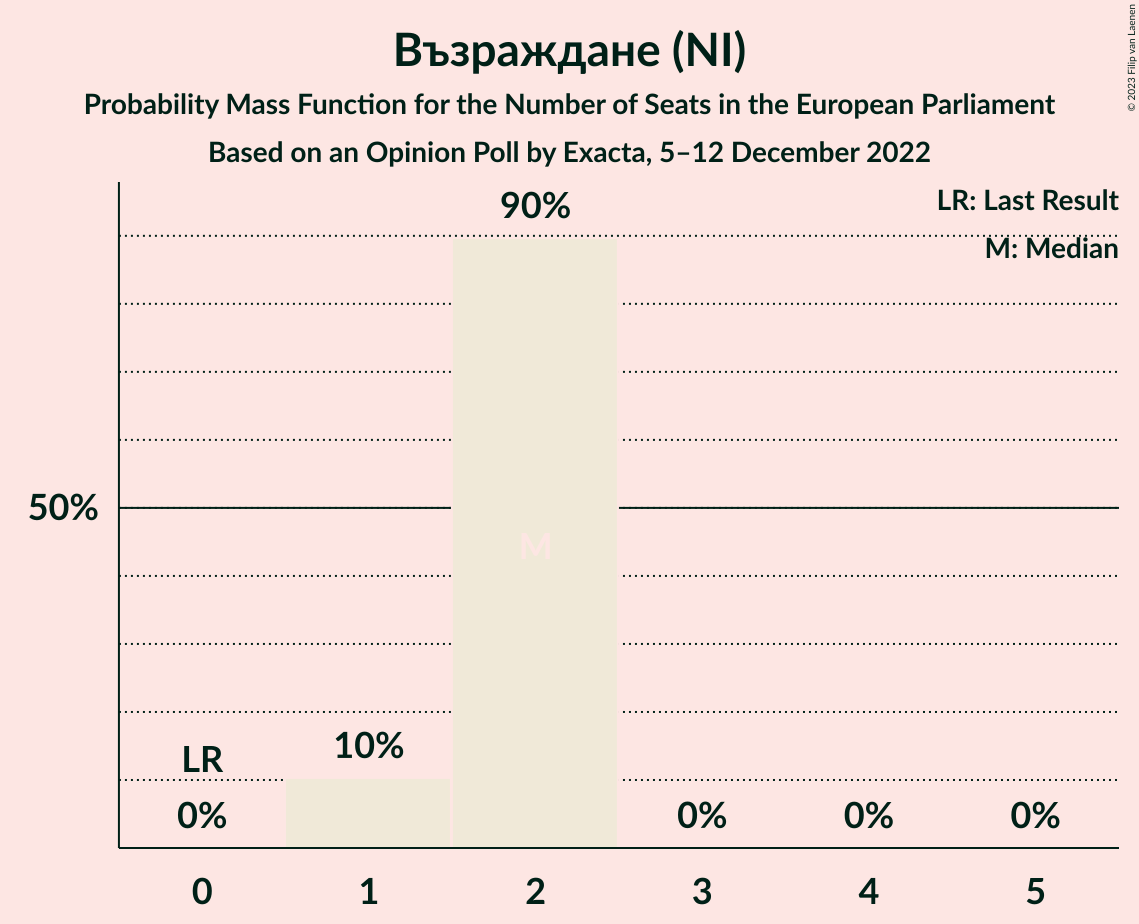 Възраждане (NI)
Probability Mass Function for the Number of Seats in the European Parliament
Based on an Opinion Poll by Exacta, 5–12 December 2022
© 2023 Filip van Laenen
LR: Last Result
M: Median
90%
50%
M
LR
10%
0%
0%
0%
0%
0
1
2
3
4
5